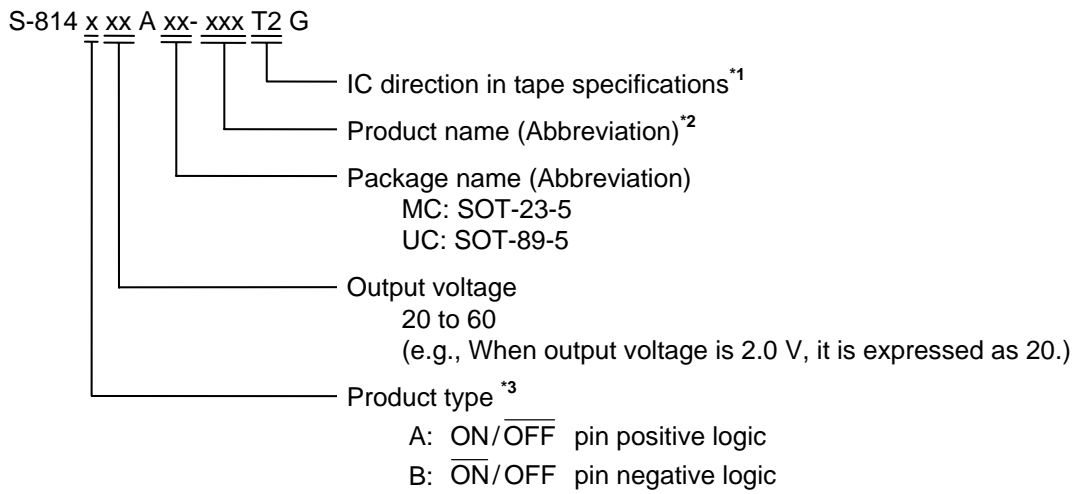 S-814 x xx A xx- xxx T2 G
IC direction in tape specifications*1
Product name (Abbreviation)*2
Package name (Abbreviation)
MC: SOT-23-5
UC: SOT-89-5
Output voltage
20 to 60
(e.g., When output voltage is 2.0 V, it is expressed as 20.)
Product type *3
A: ON/O̅F̅F̅ pin positive logic
B: O̅N̅/OFF pin negative logic